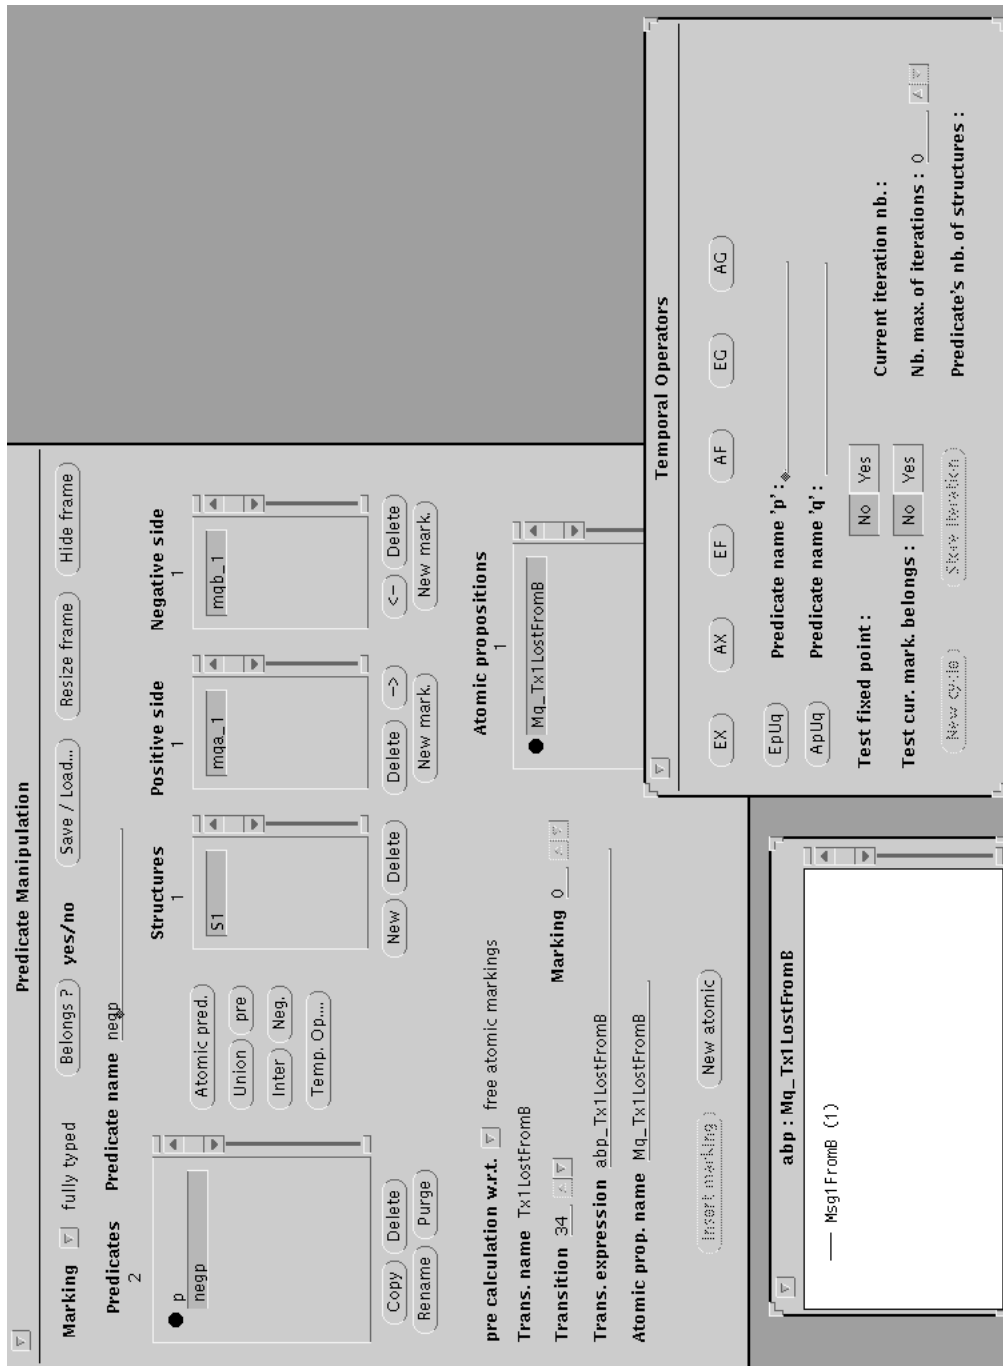 Predicate Manipulation
Marking fully typed Belongs ? yes/no Save / Load... Resize frame Hide frame
Predicates Predicate name negp
2
p
negp
Copy Delete
Rename Purge
Atomic pred.
Union pre
Inter Neg.
Temp. Op....
Structures
1
S1
New Delete
Positive side
1
mqa_1
Delete ->
New mark.
Negative side
1
mqb_1
<- Delete
New mark.
pre calculation w.r.t. free atomic markings
Trans. name Tx1LostFromB
Transition 34 Marking 0
Trans. expression abp_Tx1LostFromB
Atomic prop. name Mq_Tx1LostFromB
Insert marking New atomic
Atomic propositions
1
Mq_Tx1LostFromB
abp : Mq_Tx1LostFromB
Msg1FromB (1)
Temporal Operators
EX AX EF AF EG AG
EpUq Predicate name 'p' :
ApUq Predicate name 'q' :
Test fixed point : No Yes Current iteration nb. :
Test cur. mark. belongs : No Yes Nb. max. of iterations : 0
New cycle Store iteration Predicate's nb. of structures :